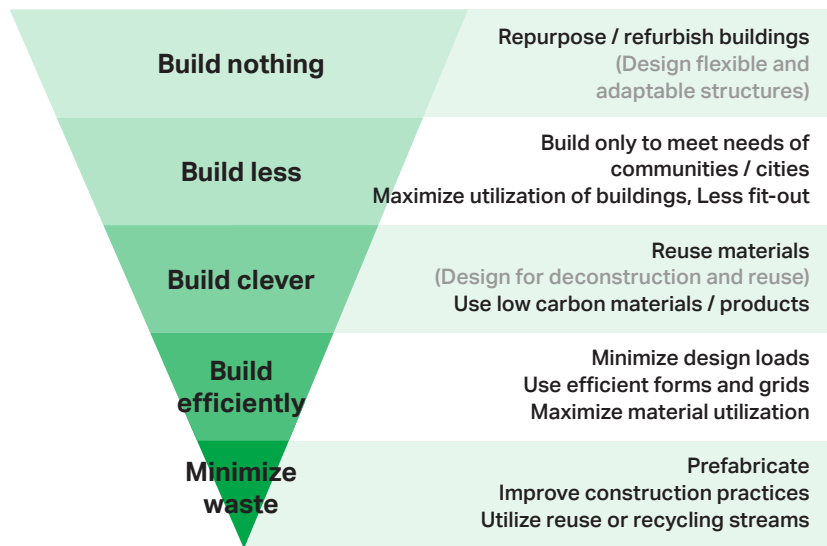 Build nothing
Repurpose / refurbish buildings
(Design flexible and
adaptable structures)
Build less
Build only to meet needs of
communities / cities
Maximize utilization of buildings, Less fit-out
Build clever
Reuse materials
(Design for deconstruction and reuse)
Use low carbon materials / products
Build
efficiently
Minimize design loads
Use efficient forms and grids
Maximize material utilization
Minimize
waste
Prefabricate
Improve construction practices
Utilize reuse or recycling streams